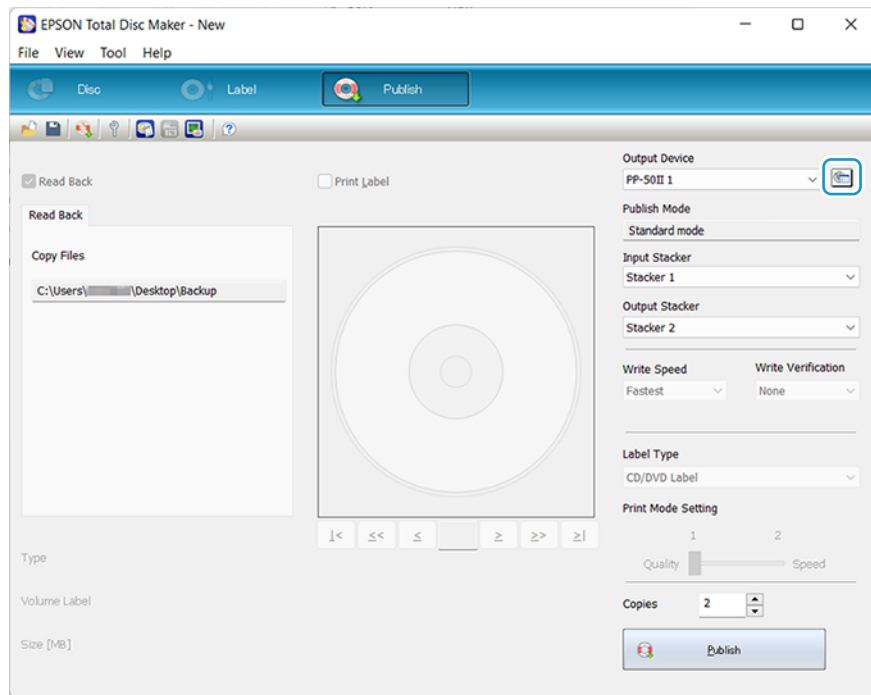 EPSON Total Disc Maker - New
File View Tool Help
Disc Label Publish
Read Back
Print Label
Read Back
Copy Files
C:\Users\ \Desktop\Backup
|< << < > >> >|
Type
Volume Label
Size [MB]
Output Device
PP-50II 1
Publish Mode
Standard mode
Input Stacker
Stacker 1
Output Stacker
Stacker 2
Write Speed Write Verification
Fastest None
Label Type
CD/DVD Label
Print Mode Setting
1 2
Quality Speed
Copies 2
Publish